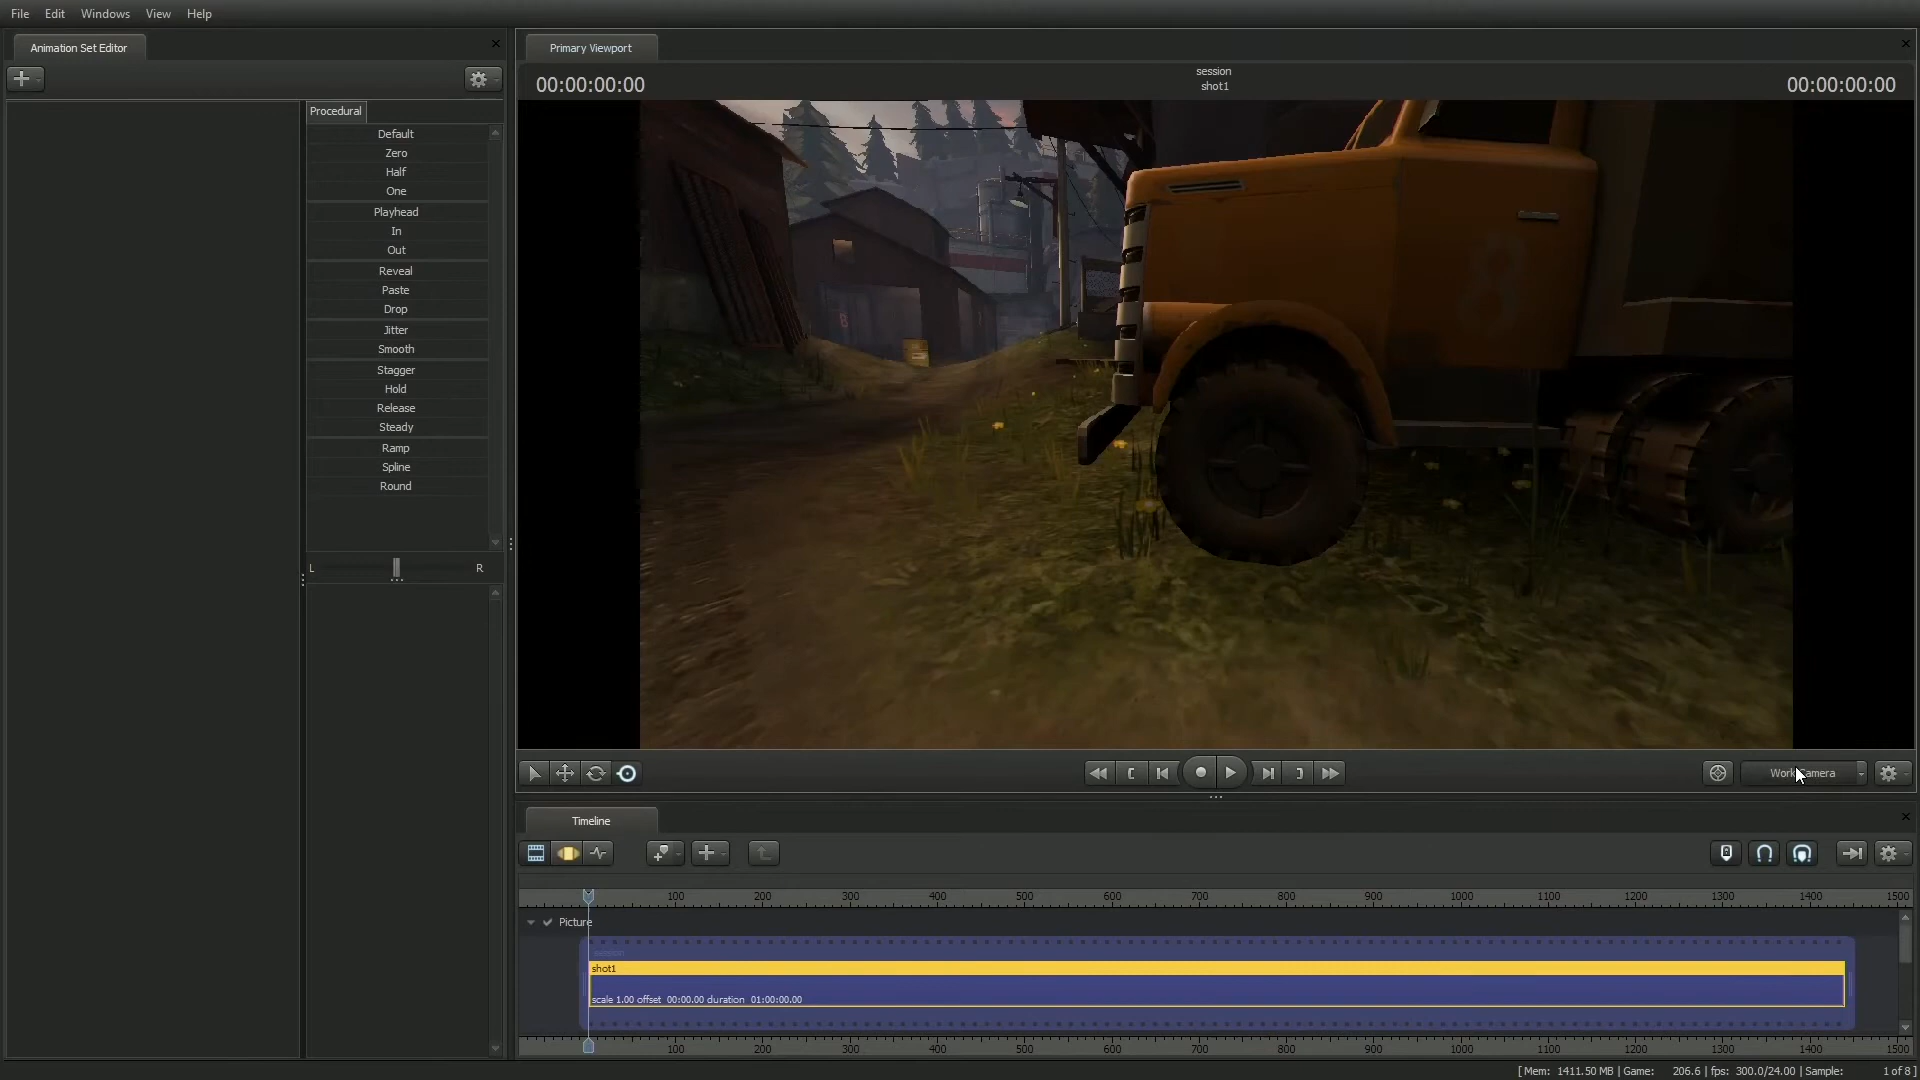 File Edit Windows View Help
Animation Set Editor
Primary Viewport
00:00:00:00
session
shot1
00:00:00:00
Procedural
Default
Zero
Half
One
Playhead
In
Out
Reveal
Paste
Drop
Jitter
Smooth
Stagger
Hold
Release
Steady
Ramp
Spline
Round
L R
8
B
Work Camera
Timeline
100 200 300 400 500 600 700 800 900 1000 1100 1200 1300 1400 1500
Picture
session
shot1
scale 1.00 offset 00:00.00 duration 01:00:00.00
100 200 300 400 500 600 700 800 900 1000 1100 1200 1300 1400 1500
[ Mem: 1411.50 MB | Game: 206.6 | fps: 300.0/24.00 | Sample: 1 of 8 ]